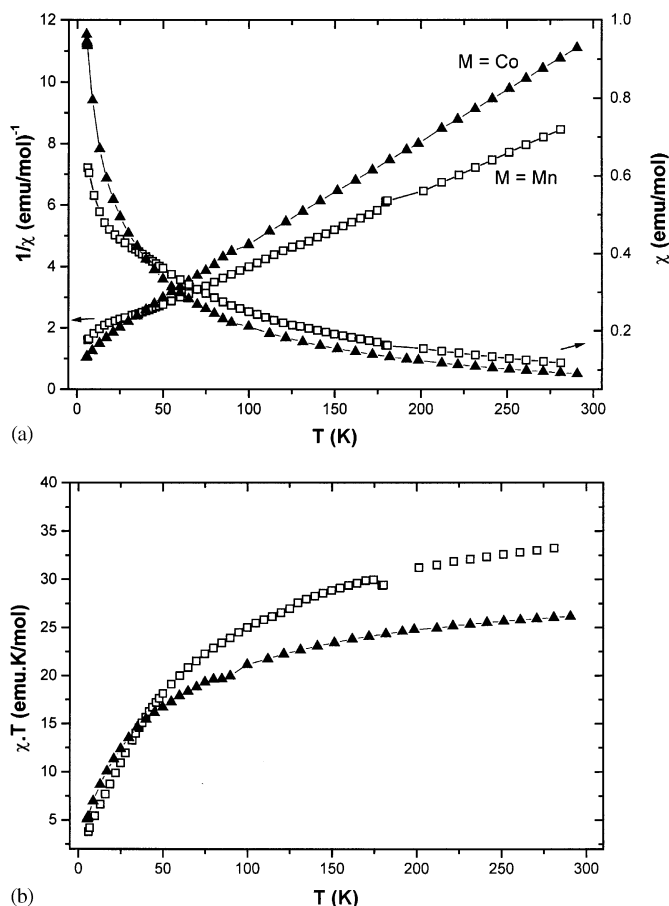 12
10
8
6
4
2
0
1/χ (emu/mol)⁻¹
M = Co
M = Mn
1.0
0.8
0.6
0.4
0.2
χ (emu/mol)
0 50 100 150 200 250 300
(a)
T (K)
40
35
30
25
20
15
10
5
χ.T (emu.K/mol)
0 50 100 150 200 250 300
(b)
T (K)